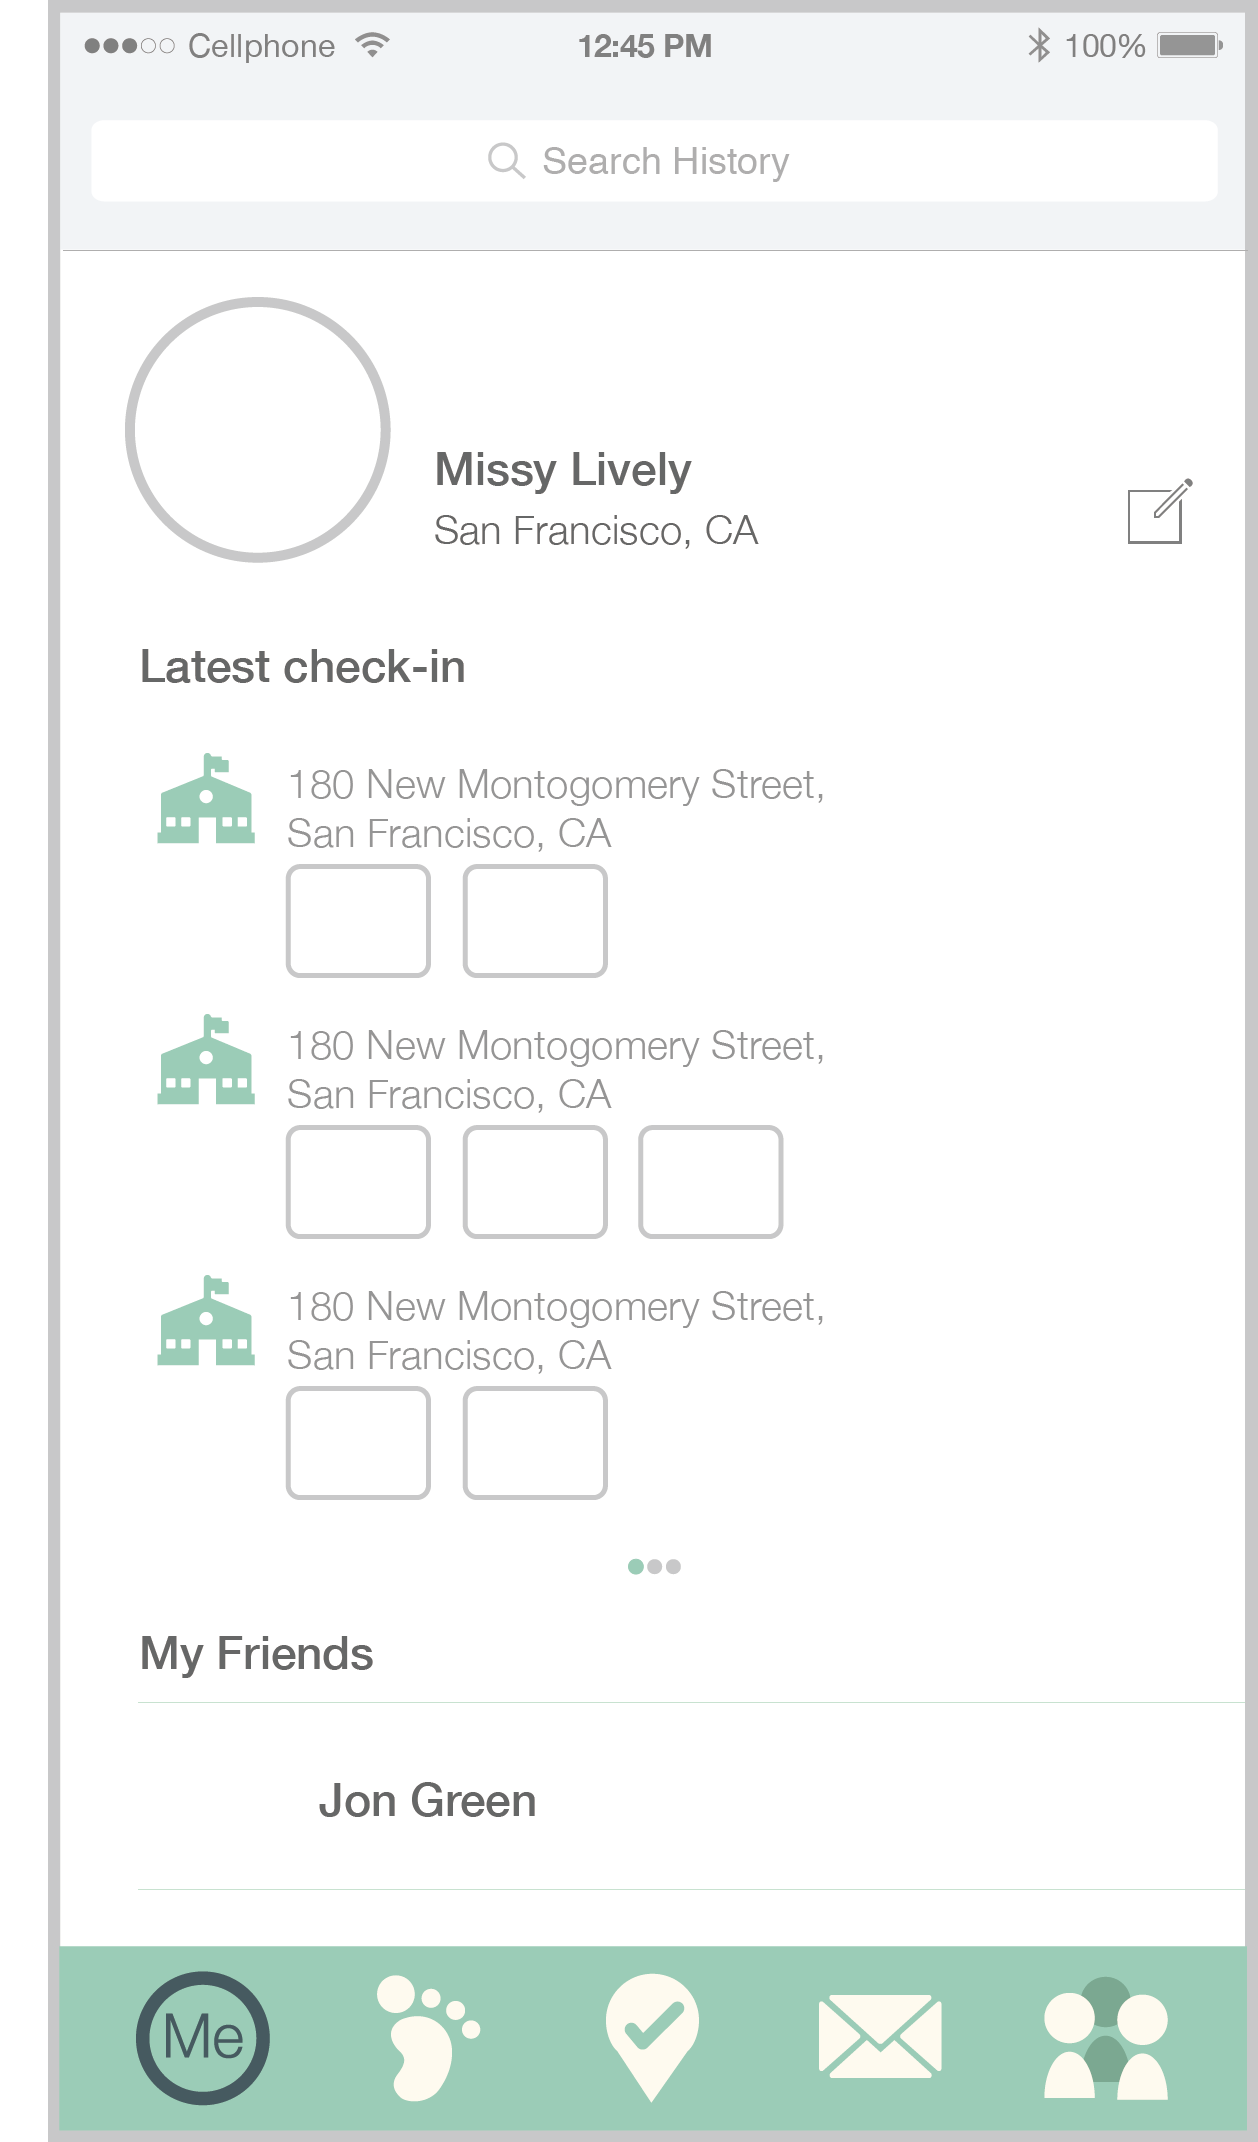 Cellphone 12:45 PM 100%
Search History
Missy Lively
San Francisco, CA
Latest check-in
180 New Montogomery Street,
San Francisco, CA
180 New Montogomery Street,
San Francisco, CA
180 New Montogomery Street,
San Francisco, CA
My Friends
Jon Green
Me